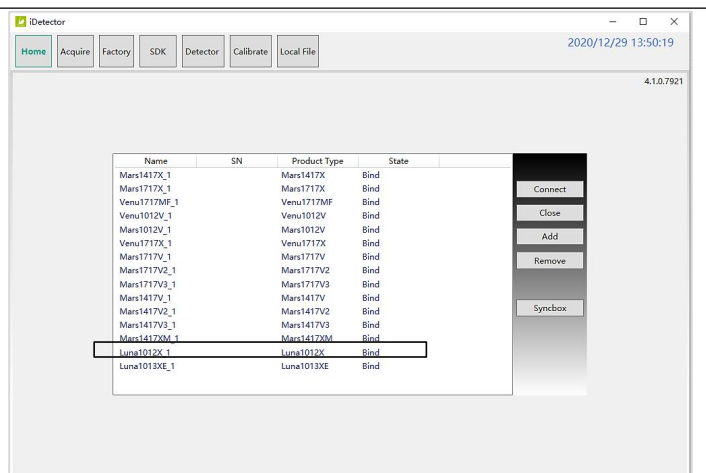 iDetector
Home Acquire Factory SDK Detector Calibrate Local File
2020/12/29 13:50:19
4.1.0.7921
Name SN Product Type State
Mars1417X_1 Mars1417X Bind
Mars1717X_1 Mars1717X Bind
Venu1717MF_1 Venu1717MF Bind
Venu1012V_1 Venu1012V Bind
Mars1012V_1 Mars1012V Bind
Venu1717X_1 Venu1717X Bind
Mars1717V_1 Mars1717V Bind
Mars1717V2_1 Mars1717V2 Bind
Mars1717V3_1 Mars1717V3 Bind
Mars1417V_1 Mars1417V Bind
Mars1417V2_1 Mars1417V2 Bind
Mars1417V3_1 Mars1417V3 Bind
Mars1417XM_1 Mars1417XM Bind
Luna1012X_1 Luna1012X Bind
Luna1013XE_1 Luna1013XE Bind
Connect
Close
Add
Remove
Syncbox